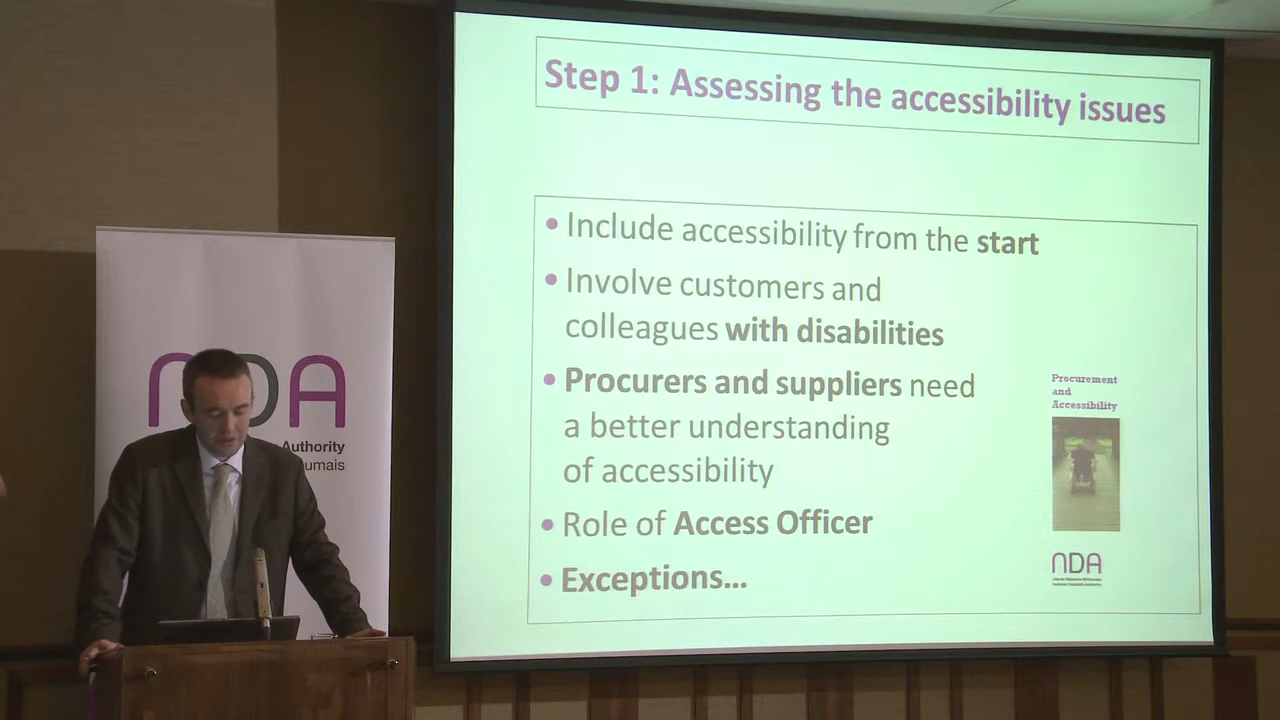 Step 1: Assessing the accessibility issues
• Include accessibility from the start
• Involve customers and
colleagues with disabilities
• Procurers and suppliers need
a better understanding
of accessibility
• Role of Access Officer
• Exceptions...
Procurement
and
Accessibility
NDA
NDA
Authority